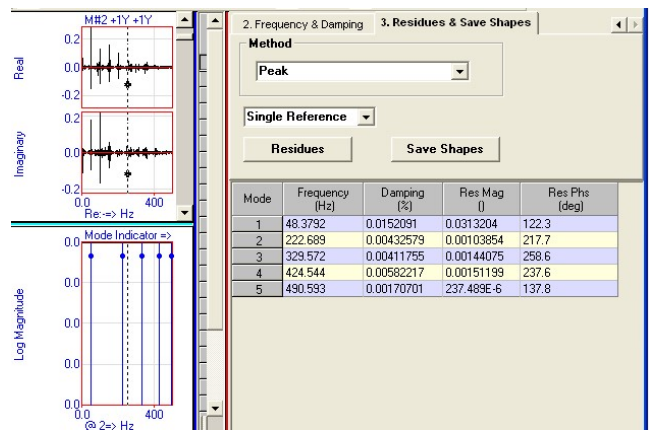 M#2 +1Y +1Y
0.2
Real
0.0
-0.2
0.2
Imaginary
0.0
-0.2
0.0 400
Re:-=> Hz
Mode Indicator =>
0.0
0.0
Log Magnitude
0.0
0.0
0.0
0.0 400
@ 2=> Hz
2. Frequency & Damping 3. Residues & Save Shapes
Method
Peak
Single Reference
Residues Save Shapes
Mode Frequency (Hz) Damping (%) Res Mag () Res Phs (deg)
1 48.3792 0.0152091 0.0313204 122.3
2 222.689 0.00432579 0.00103854 217.7
3 329.572 0.00411755 0.00144075 258.6
4 424.544 0.00582217 0.00151199 237.6
5 490.593 0.00170701 237.489E-6 137.8